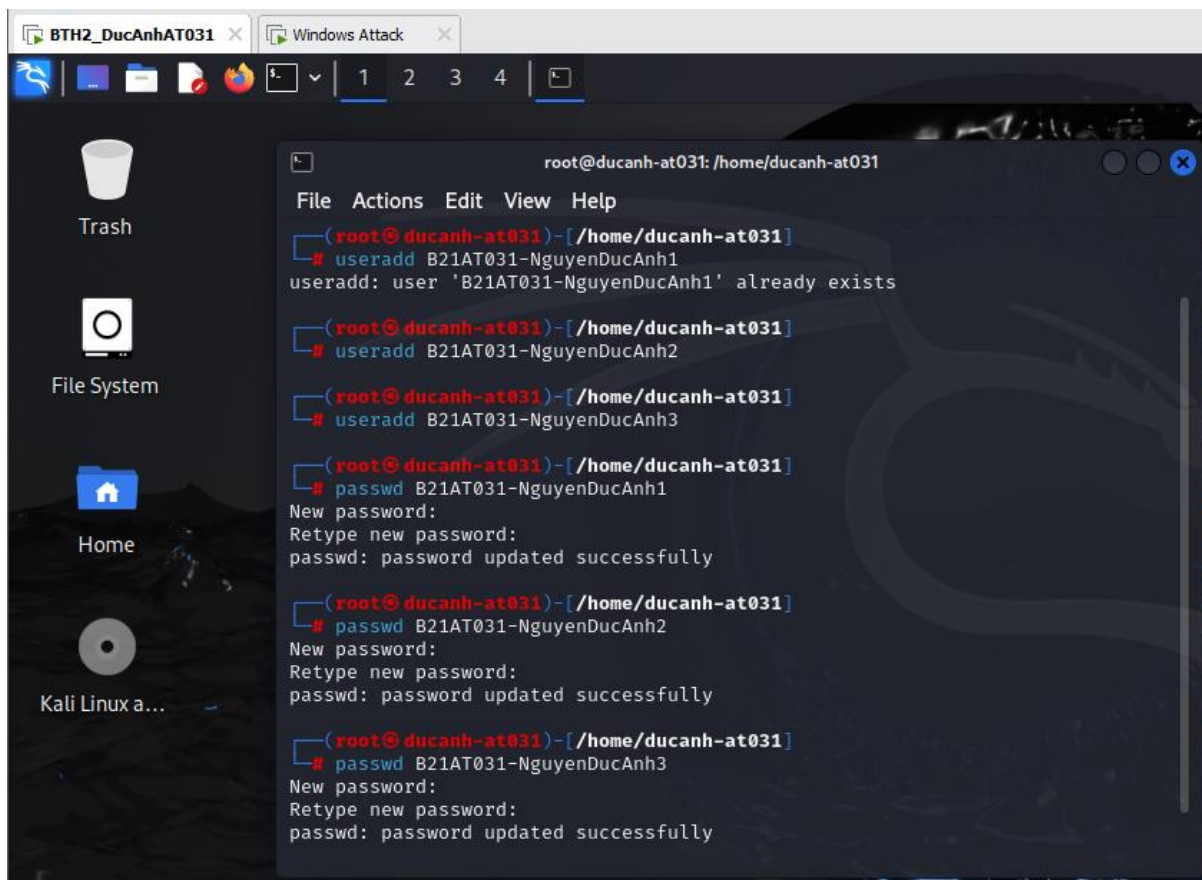 BTH2_DucAnhAT031
Windows Attack
1 2 3 4
root@ducanh-at031: /home/ducanh-at031
File Actions Edit View Help
Trash
File System
Home
Kali Linux a...
┌──(root㉿ducanh-at031)-[/home/ducanh-at031]
└─# useradd B21AT031-NguyenDucAnh1
useradd: user 'B21AT031-NguyenDucAnh1' already exists
┌──(root㉿ducanh-at031)-[/home/ducanh-at031]
└─# useradd B21AT031-NguyenDucAnh2
┌──(root㉿ducanh-at031)-[/home/ducanh-at031]
└─# useradd B21AT031-NguyenDucAnh3
┌──(root㉿ducanh-at031)-[/home/ducanh-at031]
└─# passwd B21AT031-NguyenDucAnh1
New password:
Retype new password:
passwd: password updated successfully
┌──(root㉿ducanh-at031)-[/home/ducanh-at031]
└─# passwd B21AT031-NguyenDucAnh2
New password:
Retype new password:
passwd: password updated successfully
┌──(root㉿ducanh-at031)-[/home/ducanh-at031]
└─# passwd B21AT031-NguyenDucAnh3
New password:
Retype new password:
passwd: password updated successfully